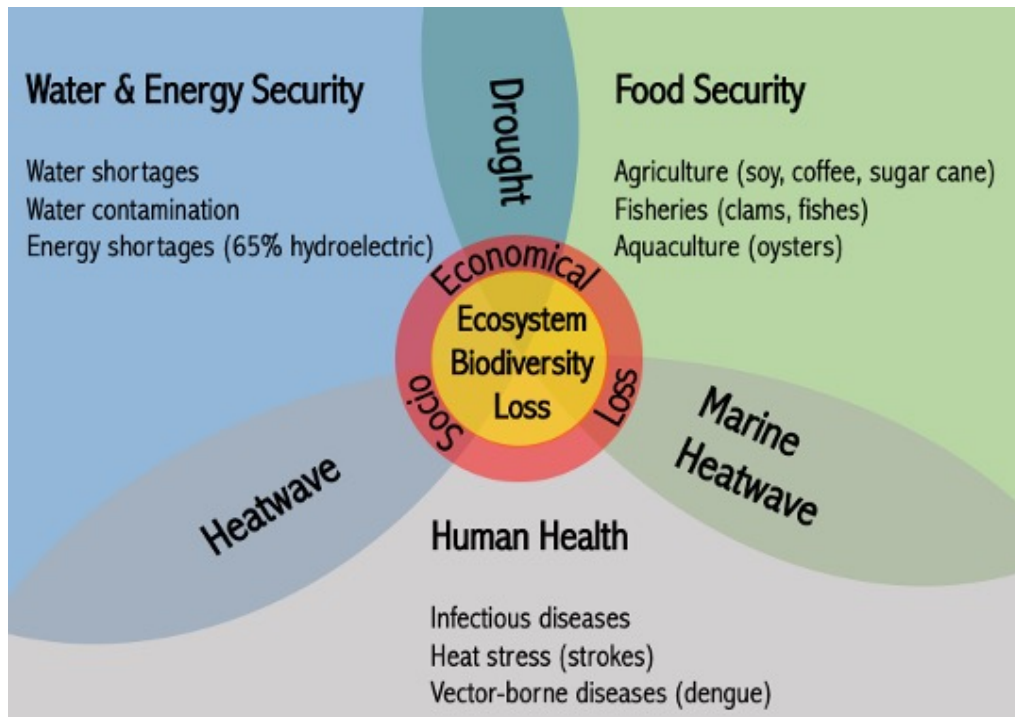 Water & Energy Security
Water shortages
Water contamination
Energy shortages (65% hydroelectric)
Drought
Food Security
Agriculture (soy, coffee, sugar cane)
Fisheries (clams, fishes)
Aquaculture (oysters)
Socio Economical Loss
Ecosystem
Biodiversity
Loss
Heatwave
Marine
Heatwave
Human Health
Infectious diseases
Heat stress (strokes)
Vector-borne diseases (dengue)